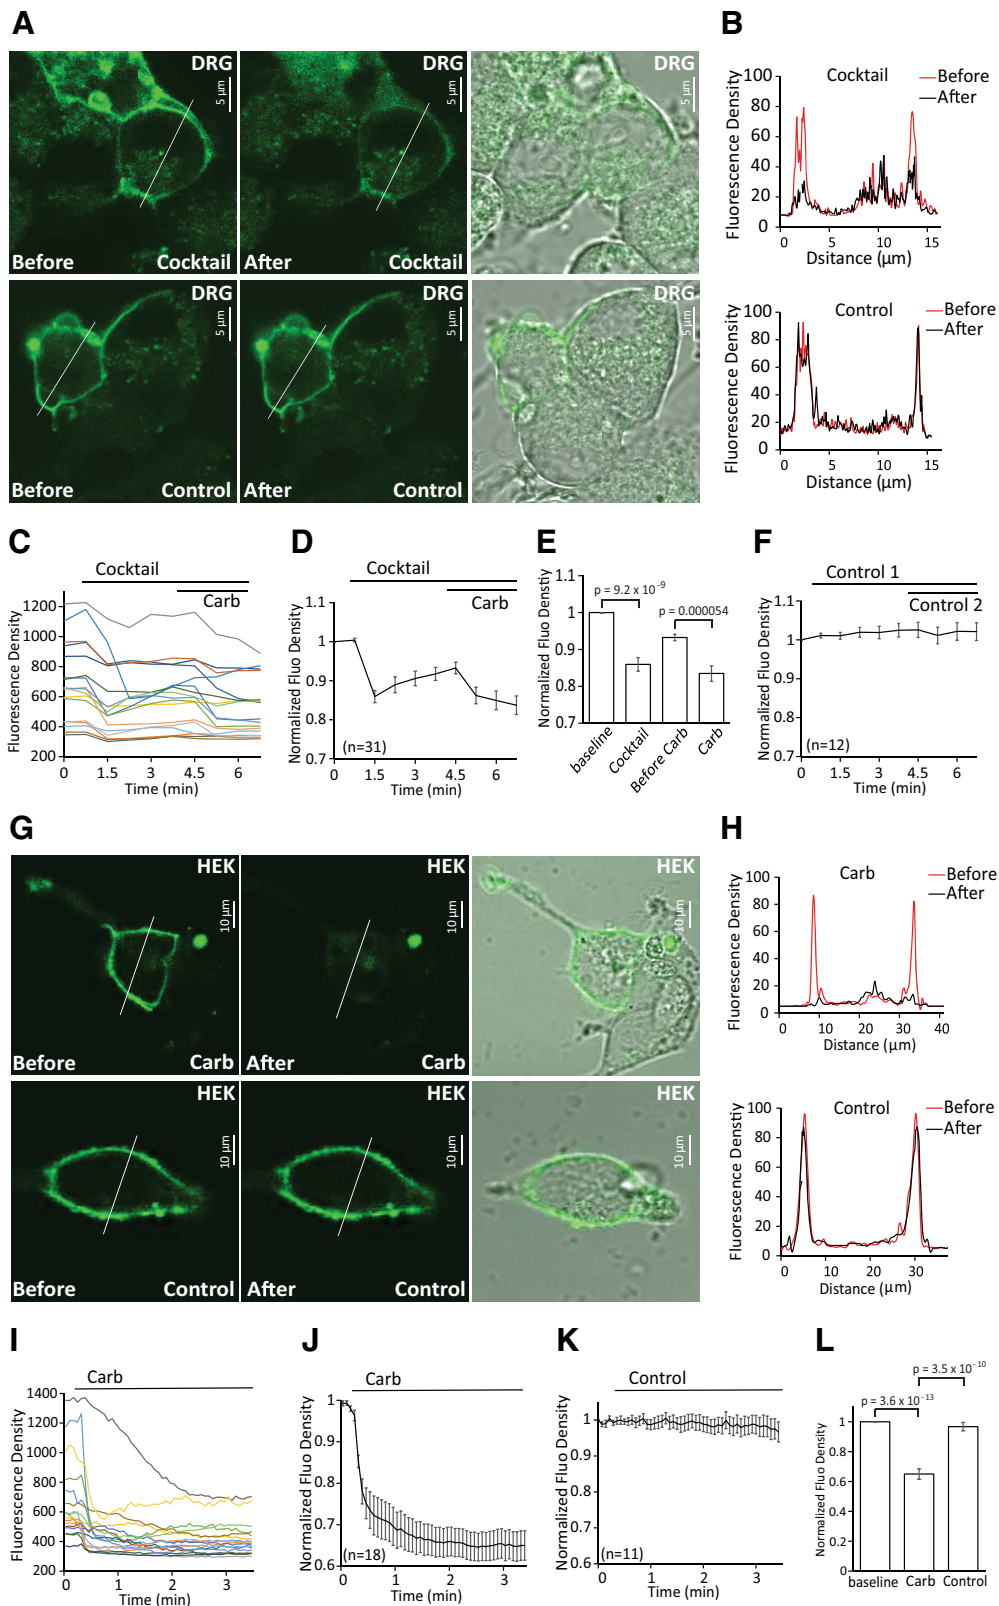 A
DRG
5 µm
Before
Cocktail
DRG
5 µm
After
Cocktail
DRG
5 µm
DRG
5 µm
Before
Control
DRG
5 µm
After
Control
DRG
5 µm
B
Cocktail
Before
After
Fluorescence Density
100
80
60
40
20
0
0 5 10 15
Dsitance (µm)
Control
Before
After
Fluorescence Density
100
80
60
40
20
0
0 5 10 15
Distance (µm)
C
Cocktail
Carb
Fluorescence Density
1200
1000
800
600
400
200
0 1.5 3 4.5 6
Time (min)
D
Cocktail
Carb
Normalized Fluo Density
1.1
1
0.9
0.8
0.7
(n=31)
0 1.5 3 4.5 6
Time (min)
E
Normalized Fluo Denstiy
1.1
1
0.9
0.8
0.7
p = 9.2 x 10 -9
p = 0.000054
baseline
Cocktail
Before Carb
Carb
F
Control 1
Control 2
Normalized Fluo Density
1.1
1
0.9
0.8
0.7
(n=12)
0 1.5 3 4.5 6
Time (min)
G
HEK
10 µm
Before
Carb
HEK
10 µm
After
Carb
HEK
10 µm
HEK
10 µm
Before
Control
HEK
10 µm
After
Control
HEK
10 µm
H
Carb
Before
After
Fluorescence Density
100
80
60
40
20
0
0 10 20 30 40
Distance (µm)
Control
Before
After
Fluorescence Denstiy
100
80
60
40
20
0
0 10 20 30
Distance (µm)
I
Carb
Fluorescence Density
1400
1200
1000
800
600
400
200
0 1 2 3
Time (min)
J
Carb
Normalized Fluo Density
1
0.9
0.8
0.7
0.6
(n=18)
0 1 2 3
Time (min)
K
Control
Normalized Fluo Density
1
0.9
0.8
0.7
0.6
(n=11)
0 1 2 3
Time (min)
L
p = 3.5 x 10 -10
p = 3.6 x 10 -13
Normalized Fluo Density
1
0.8
0.6
0.4
0.2
0
baseline Carb Control